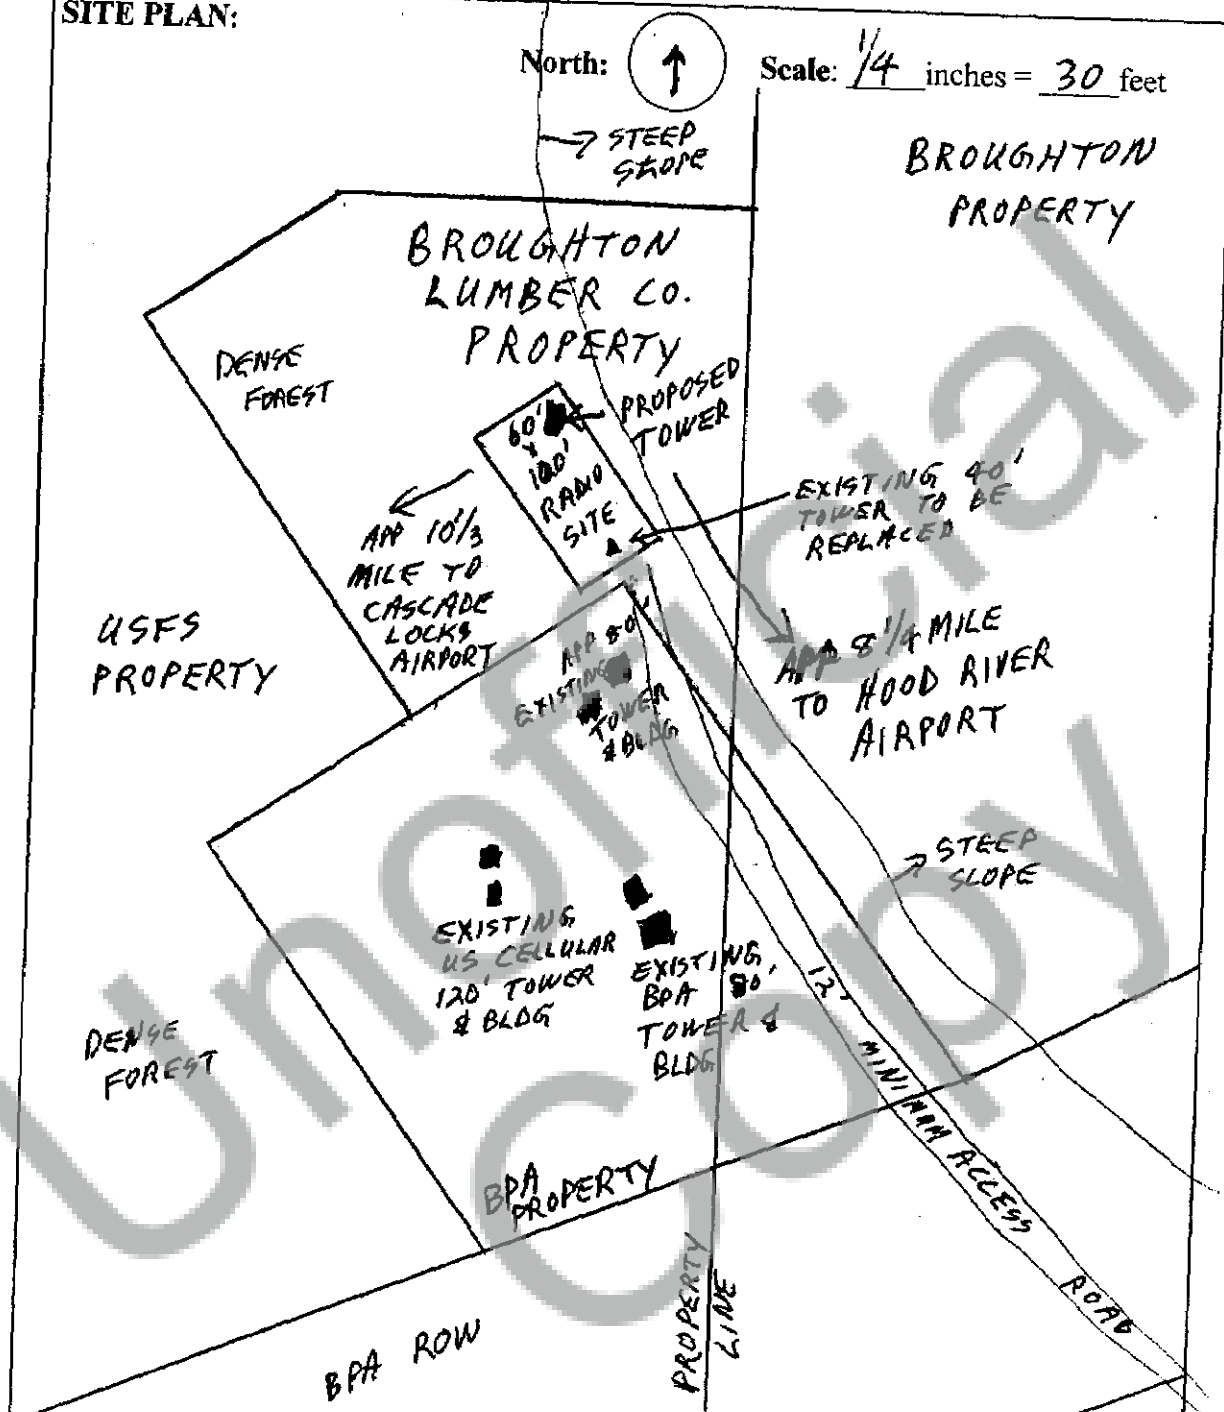 SITE PLAN:
North:
Scale: 1/4 inches = 30 feet
STEEP
SLOPE
BROUGHTON
PROPERTY
BROUGHTON
LUMBER CO.
PROPERTY
DENSE
FOREST
PROPOSED
TOWER
60'
x
100'
RADIO
SITE
EXISTING 40'
TOWER TO BE
REPLACED
APP 10 1/3
MILE TO
CASCADE
LOCKS
AIRPORT
USFS
PROPERTY
APP 80'
EXISTING
TOWER
& BLDG
APP 8 1/4 MILE
TO HOOD RIVER
AIRPORT
STEEP
SLOPE
EXISTING
US CELLULAR
120' TOWER
& BLDG
EXISTING
BPA 80'
TOWER &
BLDG
DENSE
FOREST
12'
MINIMUM ACCESS
ROAD
BPA
PROPERTY
PROPERTY
LINE
BPA ROW
Unofficial
Copy